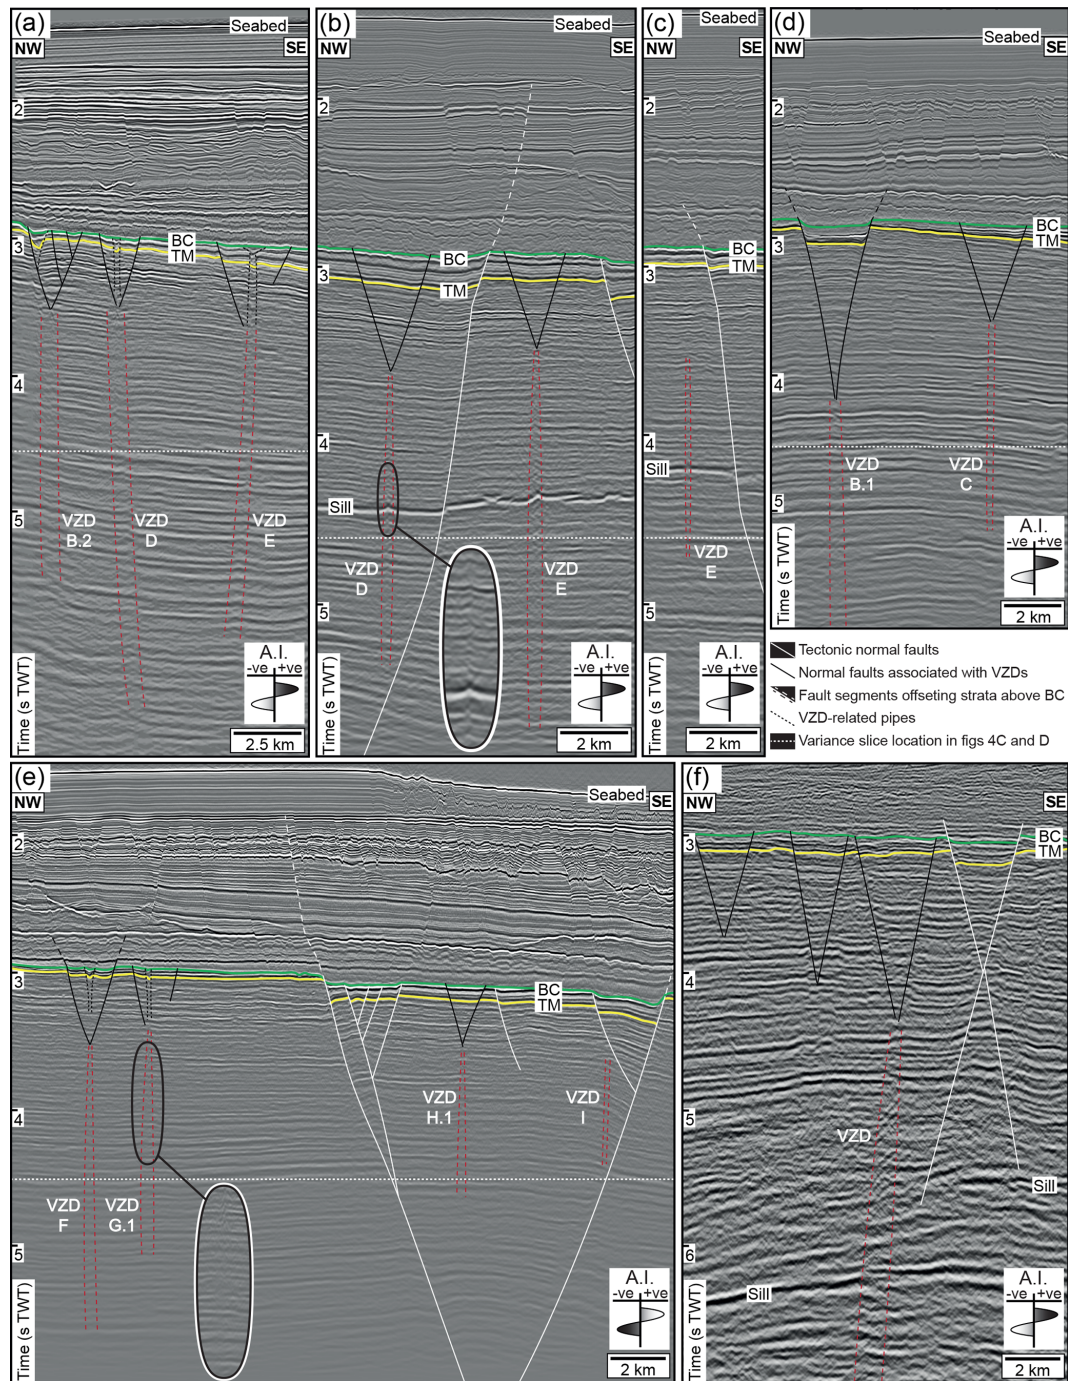 (a)
Seabed
NW
SE
2
BC
TM
3
4
5
VZD
B.2
VZD
D
VZD
E
Time (s TWT)
A.I.
-ve +ve
2.5 km
(b)
Seabed
NW
SE
2
BC
3
TM
4
Sill
VZD
D
VZD
E
5
Time (s TWT)
A.I.
-ve +ve
2 km
(c)
Seabed
NW
SE
2
BC
TM
3
4
Sill
VZD
E
5
Time (s TWT)
A.I.
-ve +ve
2 km
(d)
Seabed
NW
SE
2
BC
TM
3
4
VZD
B.1
VZD
C
5
Time (s TWT)
A.I.
-ve +ve
2 km
Tectonic normal faults
Normal faults associated with VZDs
Fault segments offseting strata above BC
VZD-related pipes
Variance slice location in figs 4C and D
(e)
Seabed
NW
SE
2
3
BC
TM
4
VZD
H.1
VZD
I
VZD
F
VZD
G.1
5
Time (s TWT)
A.I.
-ve +ve
2 km
(f)
NW
SE
3
BC
TM
4
5
VZD
Sill
6
Sill
Time (s TWT)
A.I.
-ve +ve
2 km